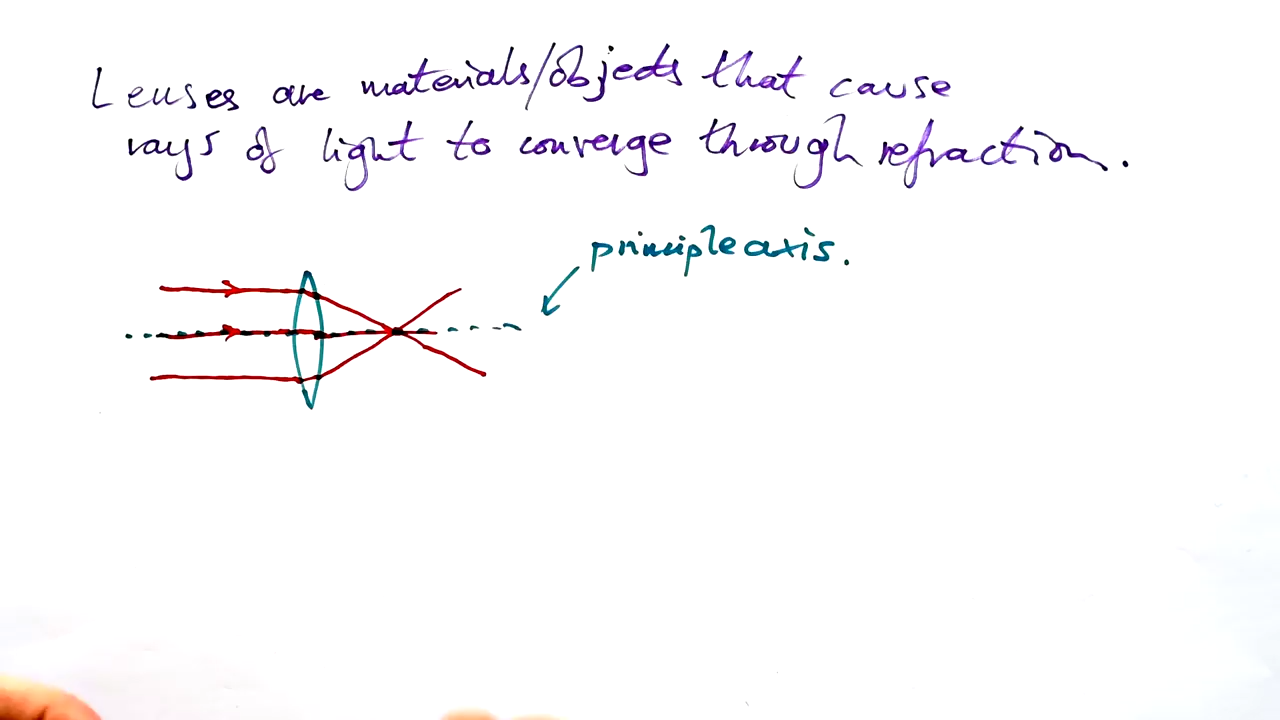 Lenses are materials/objects that cause
rays of light to converge through refraction.
principle axis.